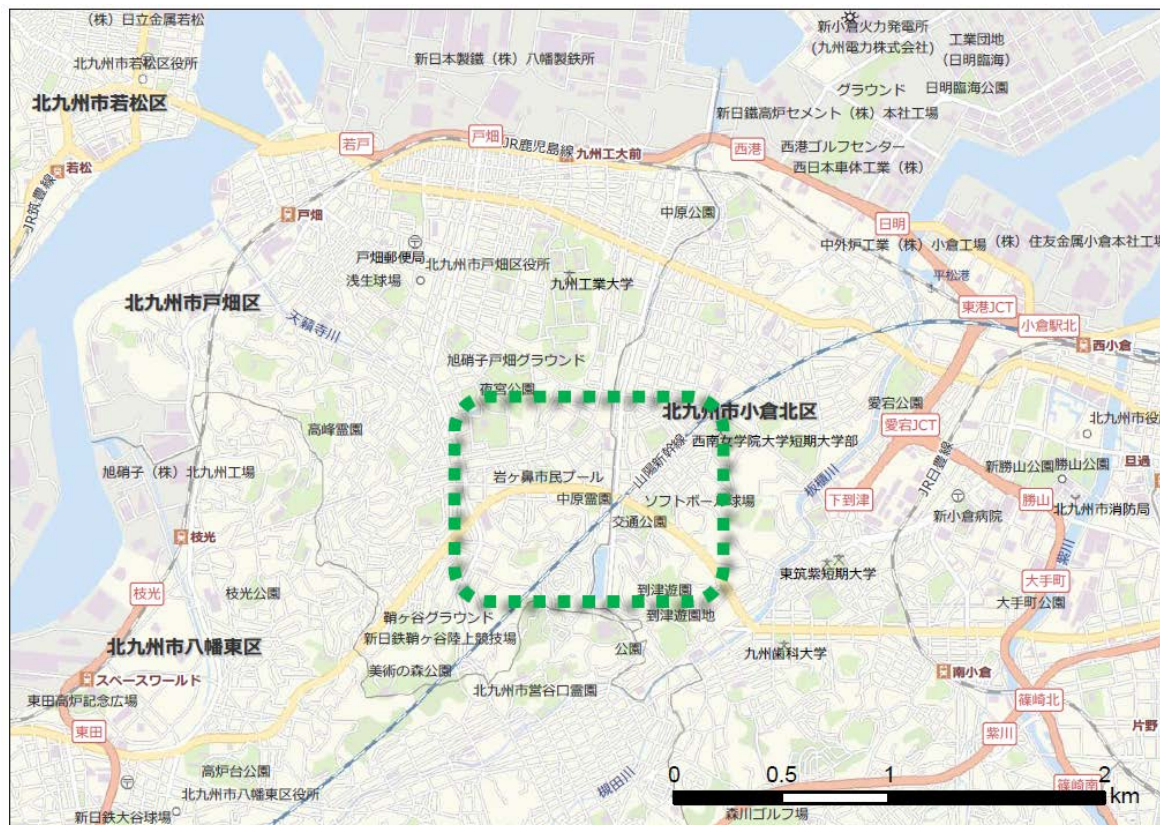 (株)日立金属若松
北九州市若松区役所
北九州市若松区
若松
JR筑豊線
新日本製鐵(株)八幡製鉄所
新小倉火力発電所
(九州電力株式会社)
工業団地
(日明臨海)
グラウンド
日明臨海公園
新日鐵高炉セメント(株)本社工場
若戸
戸畑
JR鹿児島線
九州工大前
西港
西港ゴルフセンター
西日本車体工業(株)
戸畑
中原公園
日明
戸畑郵便局
北九州市戸畑区役所
中外炉工業(株)小倉工場
(株)住友金属小倉本社工場
浅生球場
九州工業大学
平松港
北九州市戸畑区
天籟寺川
東港JCT
小倉駅北
西小倉
旭硝子戸畑グラウンド
夜宮公園
北九州市小倉北区
愛宕公園
愛宕JCT
北九州市役
高峰霊園
西南女学院大学短期大学部
山陽新幹線
板櫃川
JR日豊線
旭硝子(株)北九州工場
岩ヶ鼻市民プール
中原霊園
ソフトボール球場
下到津
新勝山公園
勝山公園
旦過
勝山
交通公園
新小倉病院
北九州市消防局
枝光
紫川
東筑紫短期大学
枝光
枝光公園
到津遊園
大手町
大手町公園
鞘ヶ谷グラウンド
到津遊園地
新日鉄鞘ヶ谷陸上競技場
北九州市八幡東区
公園
九州歯科大学
美術の森公園
南小倉
スペースワールド
北九州市営谷口霊園
東田高炉記念広場
篠崎北
東田
紫川
片野
高炉台公園
槻田川
0 0.5 1 2
km
北九州市八幡東区役所
篠崎南
新日鉄大谷球場
森川ゴルフ場